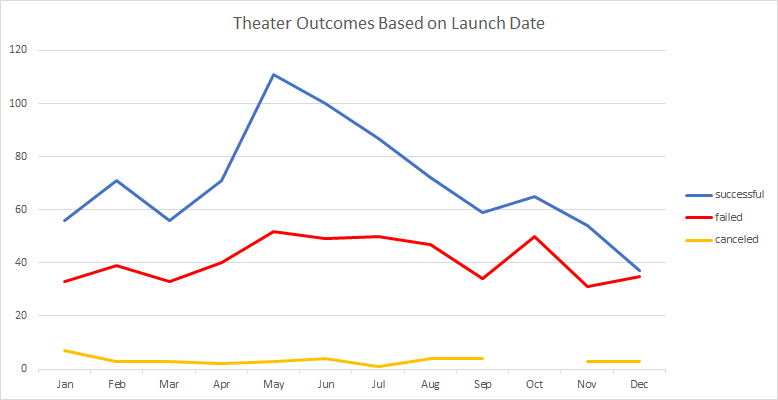 Theater Outcomes Based on Launch Date
120
100
80
60
40
20
0
Jan Feb Mar Apr May Jun Jul Aug Sep Oct Nov Dec
successful
failed
canceled